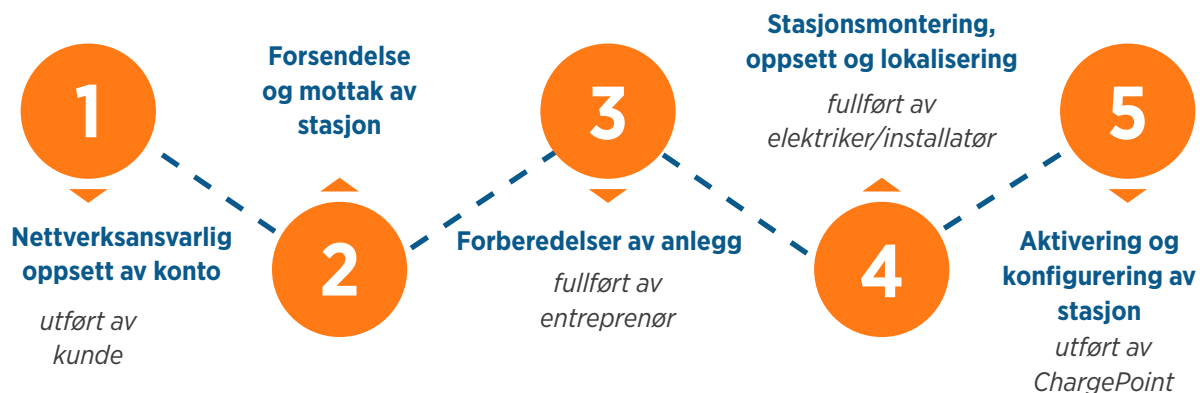 1
Nettverksansvarlig
oppsett av konto
utført av
kunde
Forsendelse
og mottak av
stasjon
2
3
Forberedelser av anlegg
fullført av
entreprenør
Stasjonsmontering,
oppsett og lokalisering
fullført av
elektriker/installatør
4
5
Aktivering og
konfigurering av
stasjon
utført av
ChargePoint